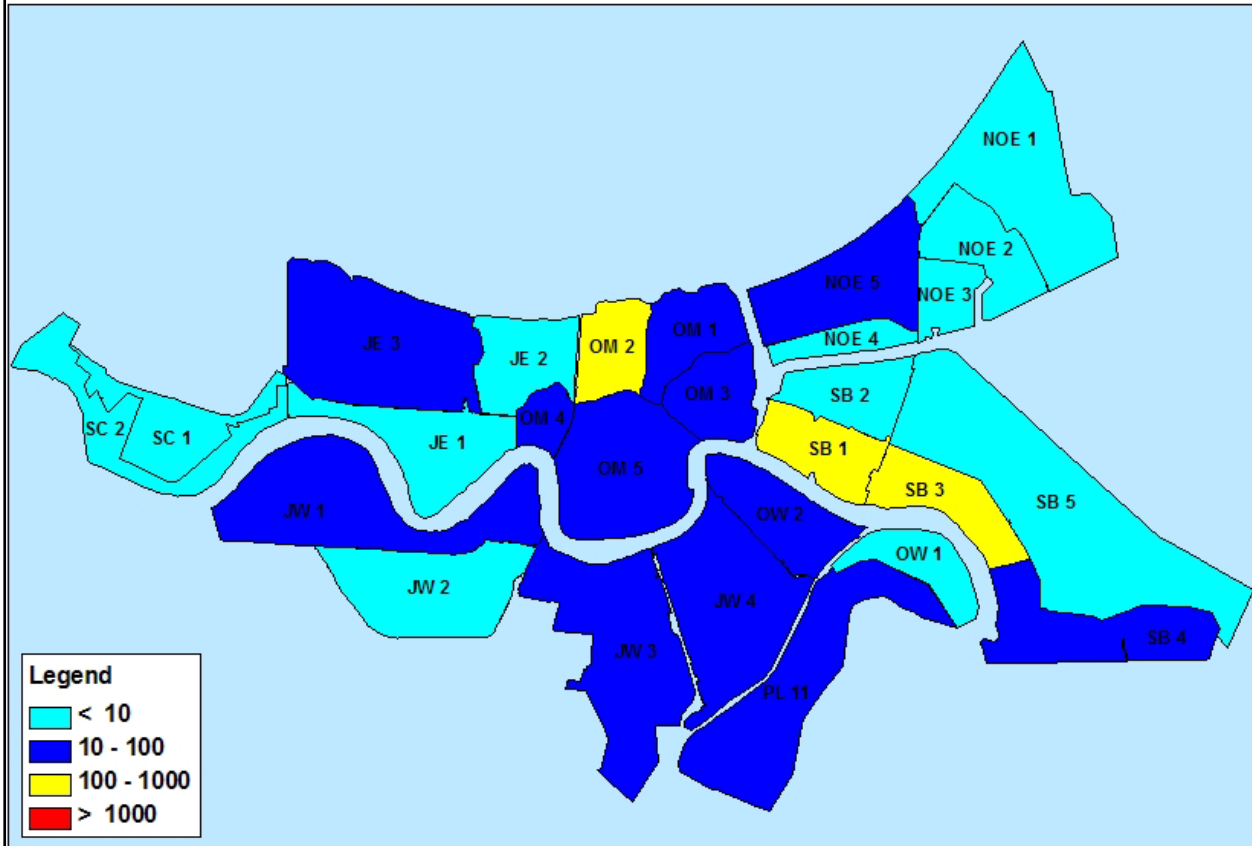 NOE 1
NOE 2
NOE 5
NOE 3
NOE 4
JE 3
JE 2
OM 2
OM 1
OM 3
OM 4
SB 2
SC 2
SC 1
JE 1
OM 5
SB 1
SB 3
SB 5
JW 1
OW 2
OW 1
JW 2
JW 4
JW 3
SB 4
PL 11
Legend
< 10
10 - 100
100 - 1000
> 1000